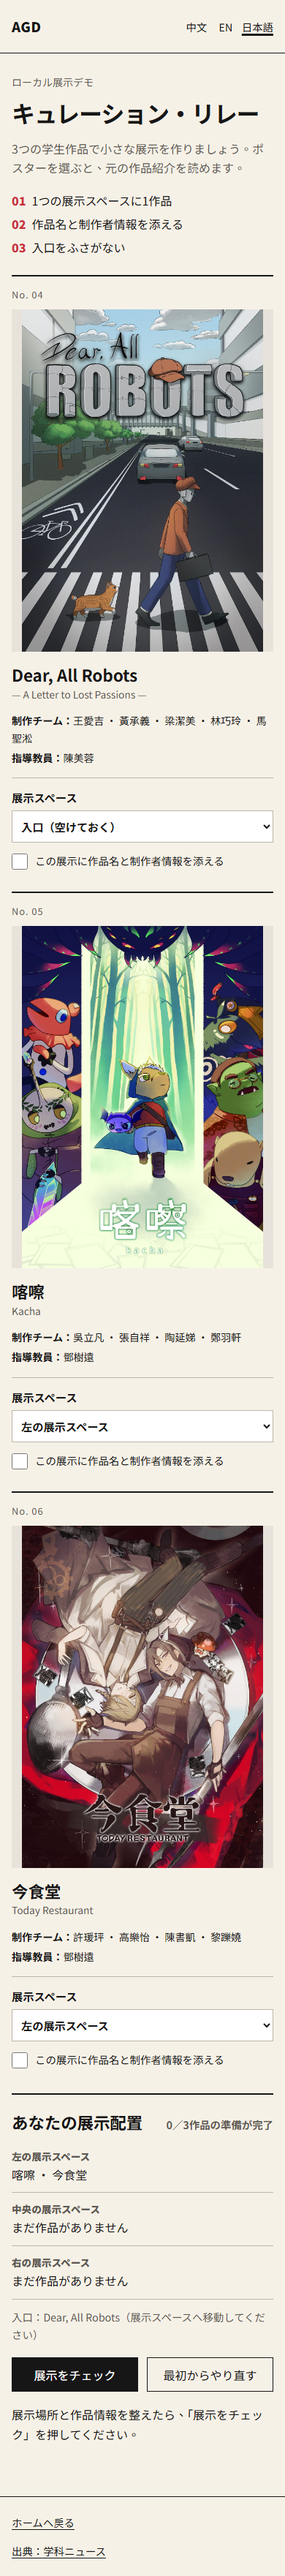 AGD
中文 EN 日本語
ローカル展示デモ
キュレーション・リレー
3つの学生作品で小さな展示を作りましょう。ポ
スターを選ぶと、元の作品紹介を読めます。
01 1つの展示スペースに1作品
02 作品名と制作者情報を添える
03 入口をふさがない
No. 04
Dear, All
ROBOTS
Dear, All Robots
— A Letter to Lost Passions —
制作チーム：王愛吉 ・ 黃承義 ・ 梁潔美 ・ 林巧玲 ・ 馬
聖淞
指導教員：陳美蓉
展示スペース
入口（空けておく）
この展示に作品名と制作者情報を添える
No. 05
喀嚓
kacha
喀嚓
Kacha
制作チーム：吳立凡 ・ 張自祥 ・ 陶延娣 ・ 鄭羽軒
指導教員：鄧樹遠
展示スペース
左の展示スペース
この展示に作品名と制作者情報を添える
No. 06
今食堂
TODAY RESTAURANT
今食堂
Today Restaurant
制作チーム：許瑗玶 ・ 高樂怡 ・ 陳書凱 ・ 黎躒嬈
指導教員：鄧樹遠
展示スペース
左の展示スペース
この展示に作品名と制作者情報を添える
あなたの展示配置 0／3作品の準備が完了
左の展示スペース
喀嚓 ・ 今食堂
中央の展示スペース
まだ作品がありません
右の展示スペース
まだ作品がありません
入口：Dear, All Robots（展示スペースへ移動してくだ
さい）
展示をチェック 最初からやり直す
展示場所と作品情報を整えたら、「展示をチェッ
ク」を押してください。
ホームへ戻る
出典：学科ニュース